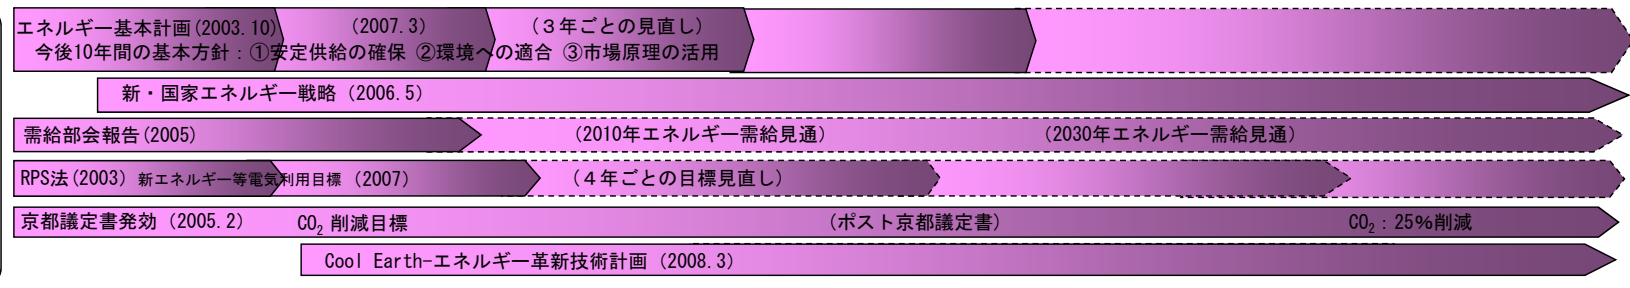 エネルギー基本計画(2003.10) (2007.3) (３年ごとの見直し)
今後10年間の基本方針：①安定供給の確保 ②環境への適合 ③市場原理の活用
新・国家エネルギー戦略 (2006.5)
需給部会報告(2005) (2010年エネルギー需給見通) (2030年エネルギー需給見通)
RPS法(2003) 新エネルギー等電気利用目標 (2007) (４年ごとの目標見直し)
京都議定書発効 (2005.2) CO₂ 削減目標 (ポスト京都議定書) CO₂：25%削減
Cool Earth-エネルギー革新技術計画 (2008.3)